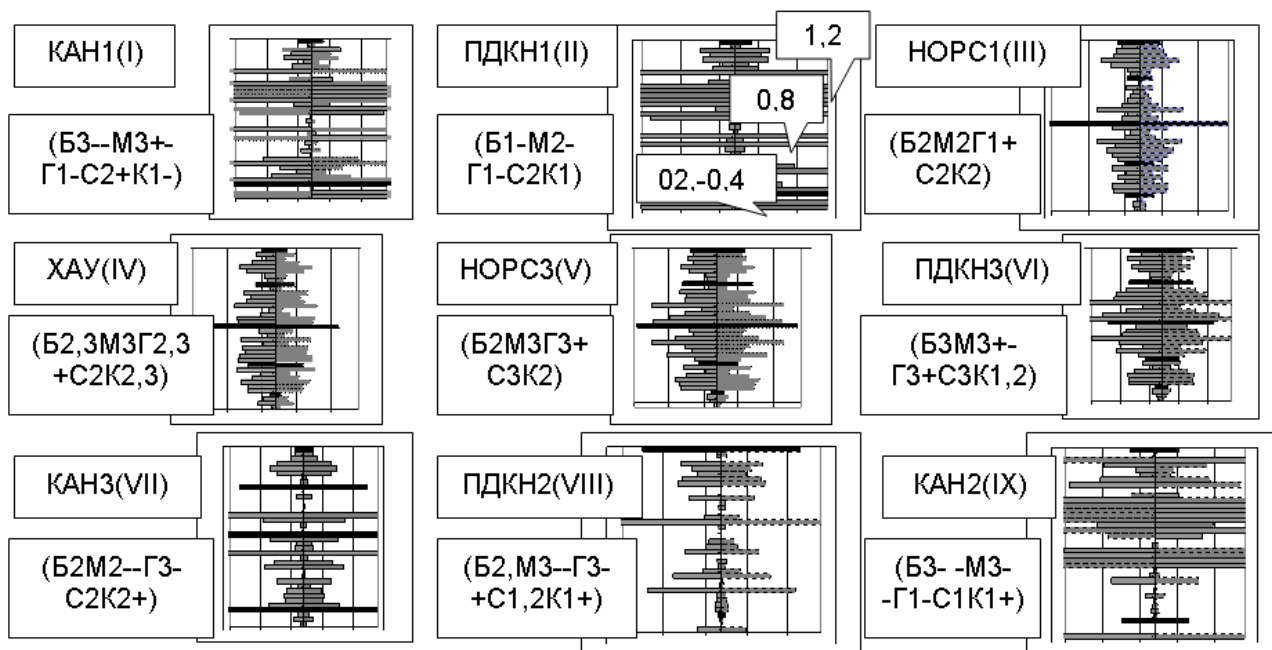 КАН1(I)
(Б3--М3+-
Г1-С2+К1-)
ПДКН1(II)
(Б1-М2-
Г1-С2К1)
1,2
0,8
02,-0,4
НОРС1(III)
(Б2М2Г1+
С2К2)
ХАУ(IV)
(Б2,3М3Г2,3
+С2К2,3)
НОРС3(V)
(Б2М3Г3+
С3К2)
ПДКН3(VI)
(Б3М3+-
Г3+С3К1,2)
КАН3(VII)
(Б2М2--Г3-
С2К2+)
ПДКН2(VIII)
(Б2,М3--Г3-
+С1,2К1+)
КАН2(IX)
(Б3- -М3-
-Г1-С1К1+)